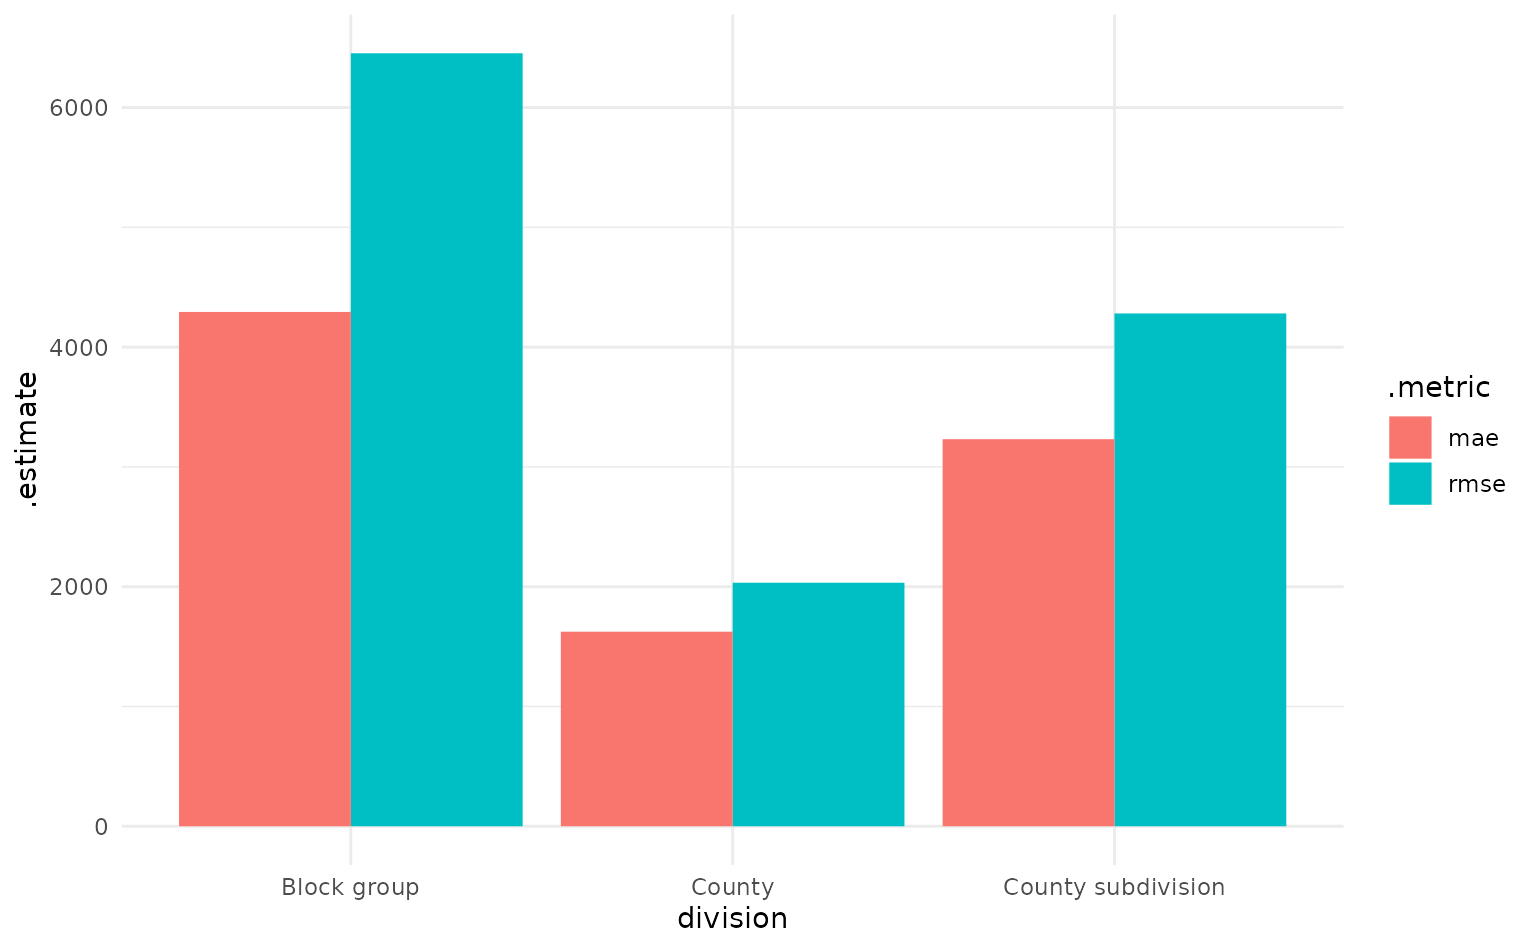 6000
4000
2000
0
.estimate
Block group
County
County subdivision
division
.metric
mae
rmse